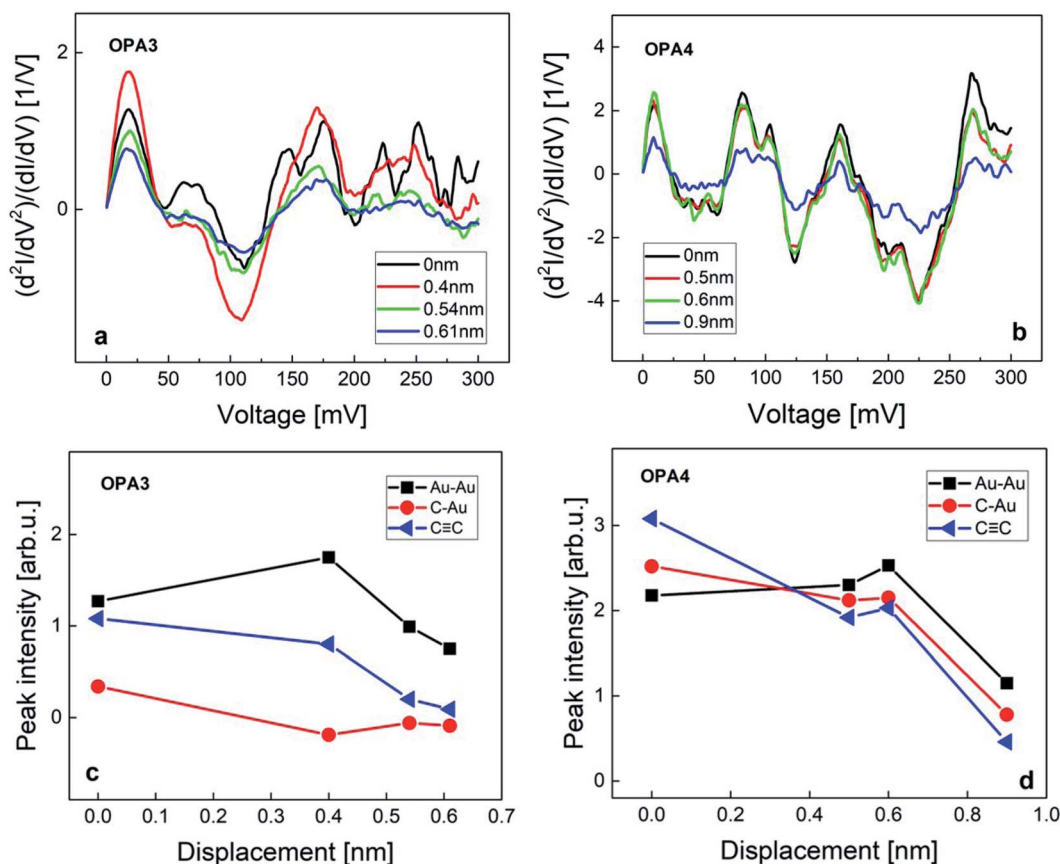 OPA3
(d²I/dV²)/(dI/dV) [1/V]
2
0
0 50 100 150 200 250 300
Voltage [mV]
0nm
0.4nm
0.54nm
0.61nm
a
OPA4
(d²I/dV²)/dI/dV) [1/V]
4
2
0
-2
-4
0 50 100 150 200 250 300
Voltage [mV]
0nm
0.5nm
0.6nm
0.9nm
b
OPA3
Peak intensity [arb.u.]
2
1
0
0.0 0.1 0.2 0.3 0.4 0.5 0.6 0.7
Displacement [nm]
Au-Au
C-Au
C≡C
c
OPA4
Peak intensity [arb.u.]
3
2
1
0
0.0 0.2 0.4 0.6 0.8 1.0
Displacement [nm]
Au-Au
C-Au
C≡C
d